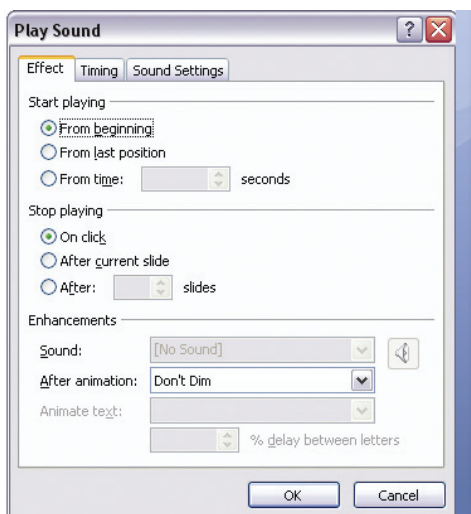 Play Sound
Effect Timing Sound Settings
Start playing
From beginning
From last position
From time: seconds
Stop playing
On click
After current slide
After: slides
Enhancements
Sound: [No Sound]
After animation: Don't Dim
Animate text:
% delay between letters
OK Cancel